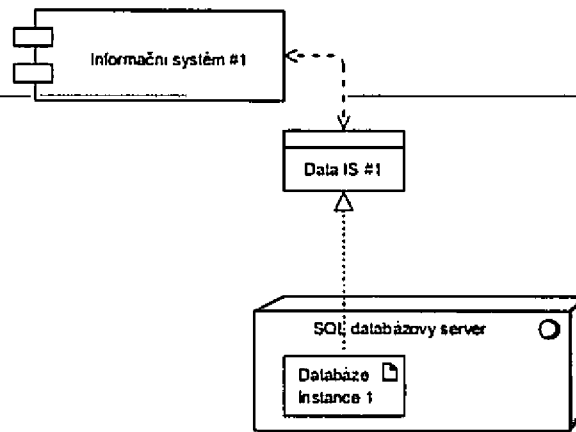 Informační systém #1
Data IS #1
SQL databázový server
Databáze
instance 1